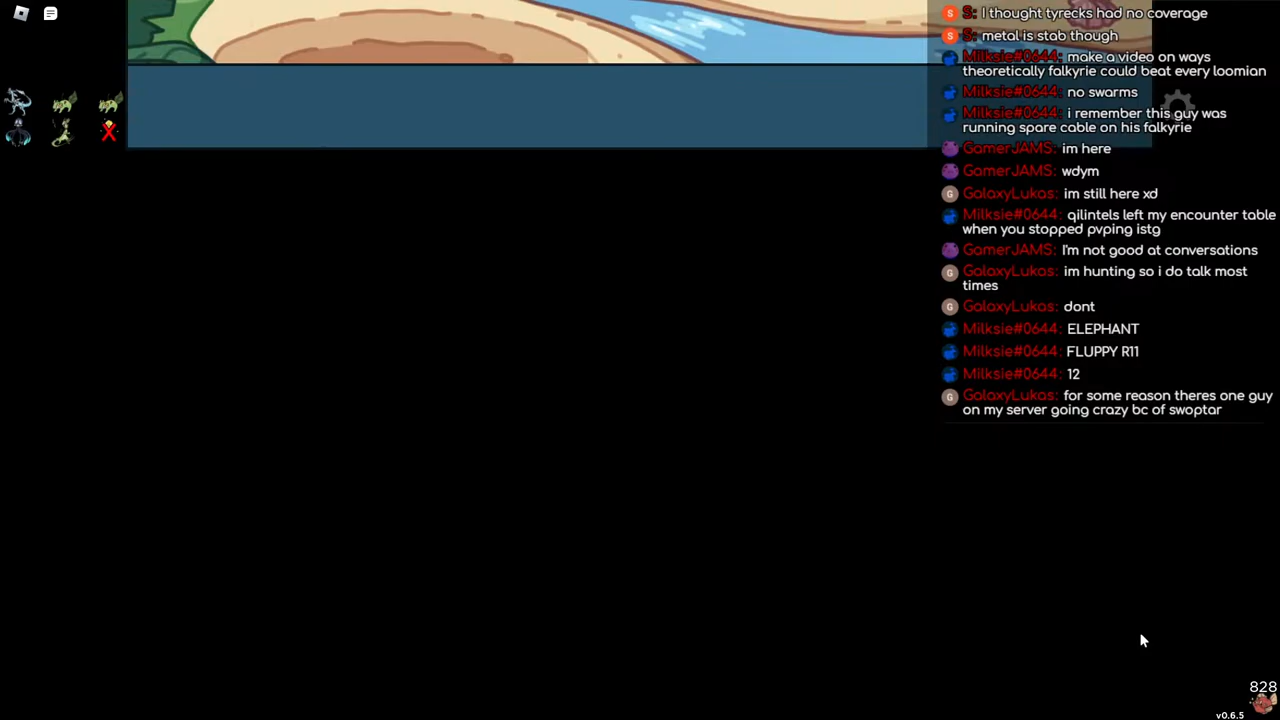 S: I thought tyrecks had no coverage
S: metal is stab though
Milksie#0644: make a video on ways
theoretically falkyrie could beat every loomian
Milksie#0644: no swarms
Milksie#0644: i remember this guy was
running spare cable on his falkyrie
GamerJAMS: im here
GamerJAMS: wdym
GalaxyLukas: im still here xd
Milksie#0644: qilintels left my encounter table
when you stopped pvping istg
GamerJAMS: I'm not good at conversations
GalaxyLukas: im hunting so i do talk most
times
GalaxyLukas: dont
Milksie#0644: ELEPHANT
Milksie#0644: FLUPPY R11
Milksie#0644: 12
GalaxyLukas: for some reason theres one guy
on my server going crazy bc of swoptar
828
v0.6.5